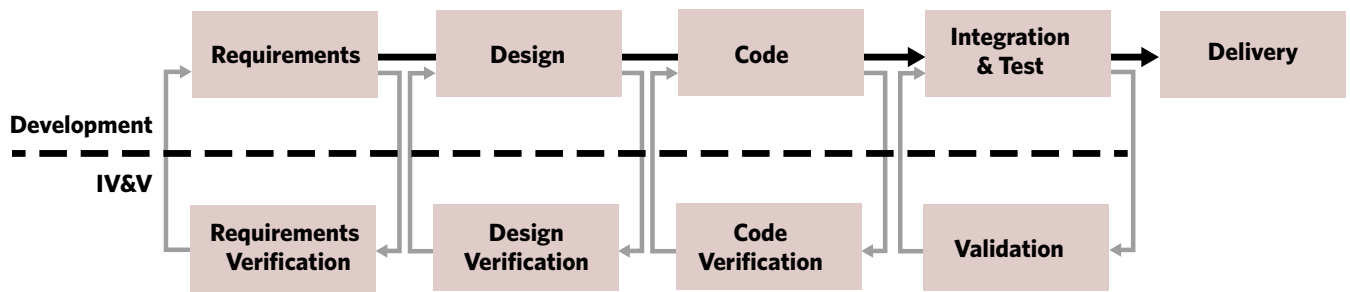 Requirements
Design
Code
Integration
& Test
Delivery
Development
IV&V
Requirements
Verification
Design
Verification
Code
Verification
Validation